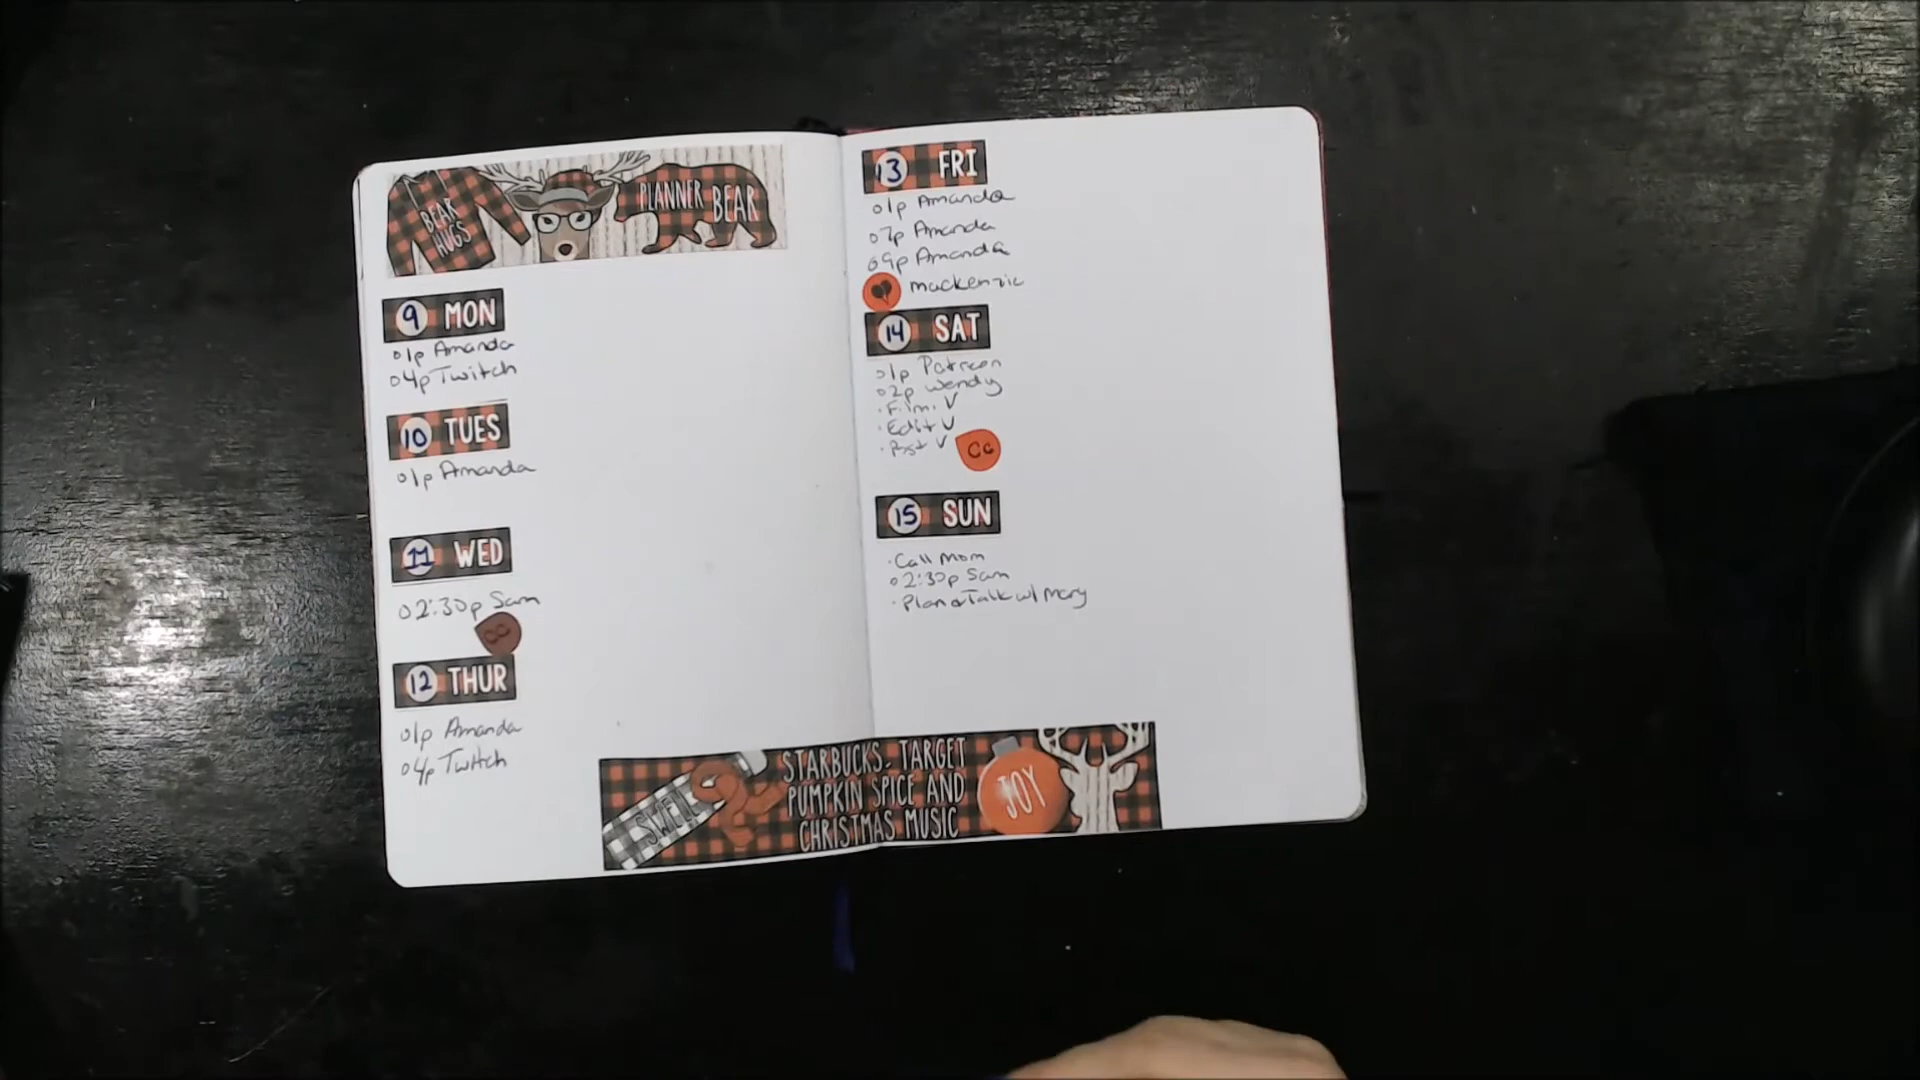 BEAR
HUGS
PLANNER BEAR
9 MON
o1p Amanda
o4p Twitch
10 TUES
o1p Amanda
11 WED
o2:30p Sam
CC
12 THUR
o1p Amanda
o4p Twitch
13 FRI
o1p Amanda
o7p Amanda
o9p Amanda
mackenzie
14 SAT
o1p Patreon
o2p Wendy
· Film V
· Edit V
· Pst V
CC
15 SUN
· Call Mom
o2:30p Sam
· Plan a Talk w/ Mary
SWELL
STARBUCKS, TARGET
PUMPKIN SPICE AND
CHRISTMAS MUSIC
JOY